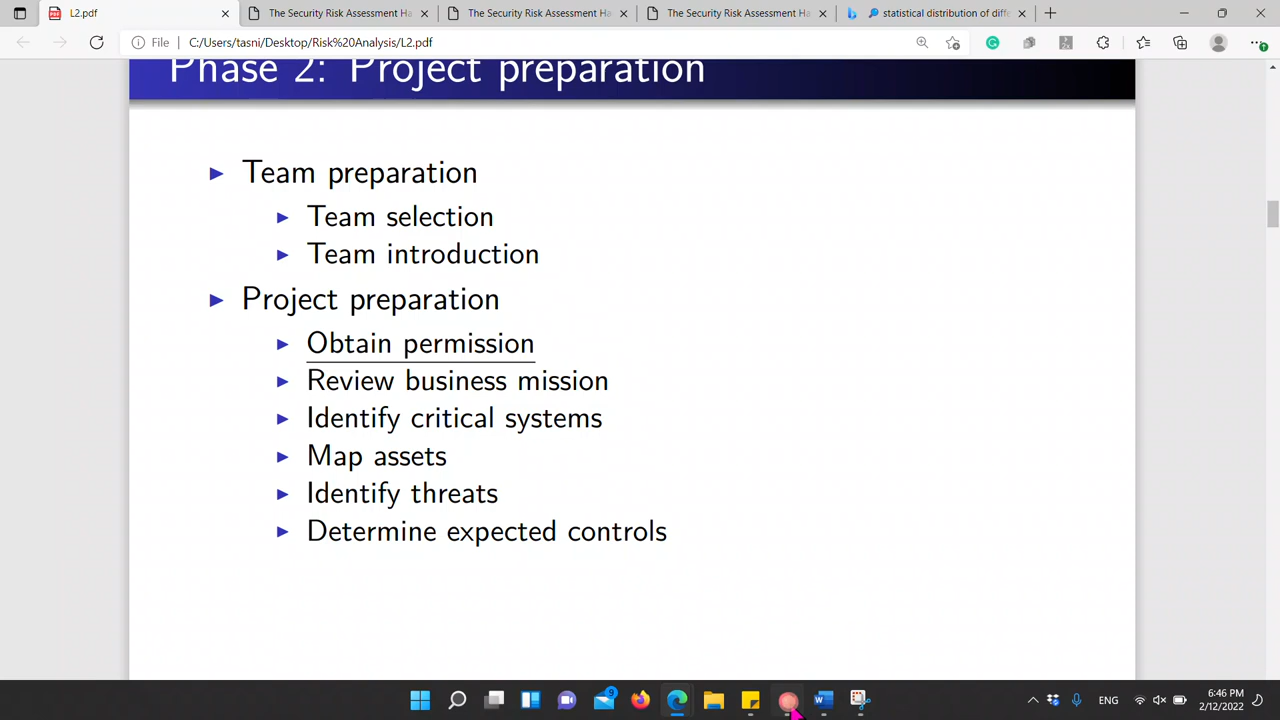 L2.pdf
The Security Risk Assessment Ha
The Security Risk Assessment Ha
The Security Risk Assessment Ha
statistical distribution of diffe
File
C:/Users/tasni/Desktop/Risk%20Analysis/L2.pdf
Phase 2: Project preparation
Team preparation
Team selection
Team introduction
Project preparation
Obtain permission
Review business mission
Identify critical systems
Map assets
Identify threats
Determine expected controls
9
ENG
6:46 PM
2/12/2022